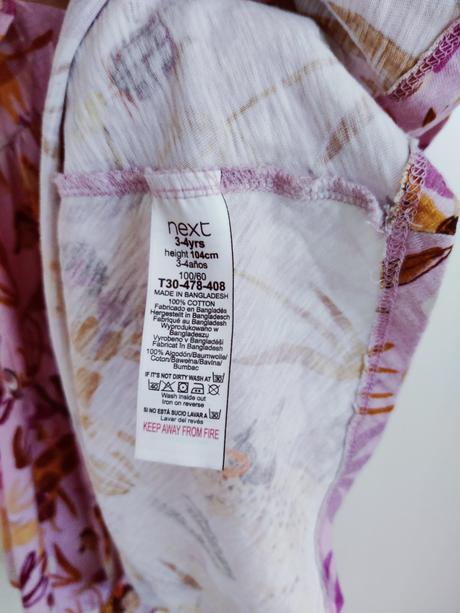 next
3-4yrs
height 104cm
3-4años
100/60
T30-478-408
MADE IN BANGLADESH
100% COTTON
Fabricado en Bangladés
Hergestellt in Bangladesch
Fabriqué au Bangladesh
Wyprodukowano w
Bangladeszu
Vyrobeno v Bangladéši
Fabricat în Bangladesh
100% Algodón/Baumwolle/
Coton/Bawełna/Bavlna/
Bumbac
IF IT'S NOT DIRTY WASH AT 30
40
Wash inside out
Iron on reverse
SI NO ESTÁ SUCIO LAVAR A 30
Lavar del revés
KEEP AWAY FROM FIRE